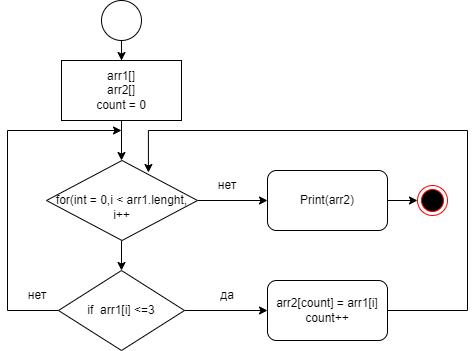 arr1[]
arr2[]
count = 0
for(int = 0,i < arr1.lenght,
i++
нет
Print(arr2)
if  arr1[i] <=3
нет
да
arr2[count] = arr1[i]
count++